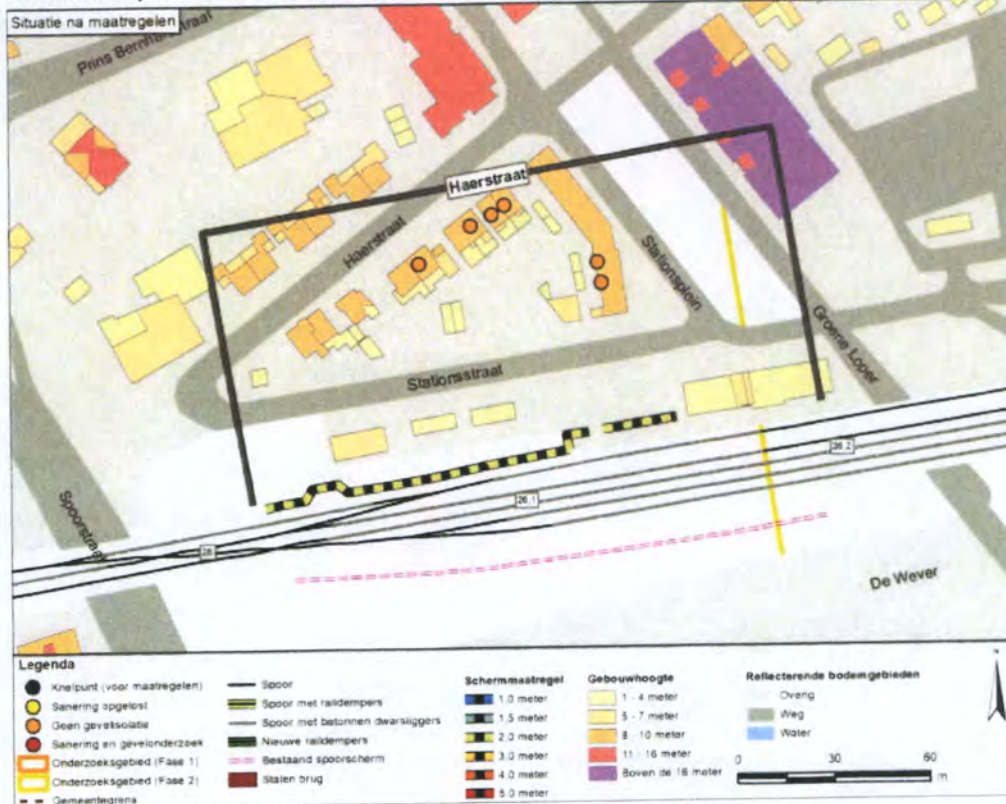 Situatie na maatregelen
Prins Bernhardstraat
Haerstraat
Haerstraat
Stationsplein
Groene Loper
Stationsstraat
Spoorstraat
26.2
26.1
26
De Wever
Legenda
Knelpunt (voor maatregelen)
Sanering opgelost
Geen gevelisolatie
Sanering en gevelonderzoek
Onderzoeksgebied (Fase 1)
Onderzoeksgebied (Fase 2)
Gemeentegrens
Spoor
Spoor met raildempers
Spoor met betonnen dwarsliggers
Nieuwe raildempers
Bestaand spoorscherm
Stalen brug
Schermmaatregel
1,0 meter
1,5 meter
2,0 meter
3,0 meter
4,0 meter
5,0 meter
Gebouwhoogte
1 - 4 meter
5 - 7 meter
8 - 10 meter
11 - 16 meter
Boven de 16 meter
Reflecterende bodemgebieden
Overig
Weg
Water
0 30 60
m